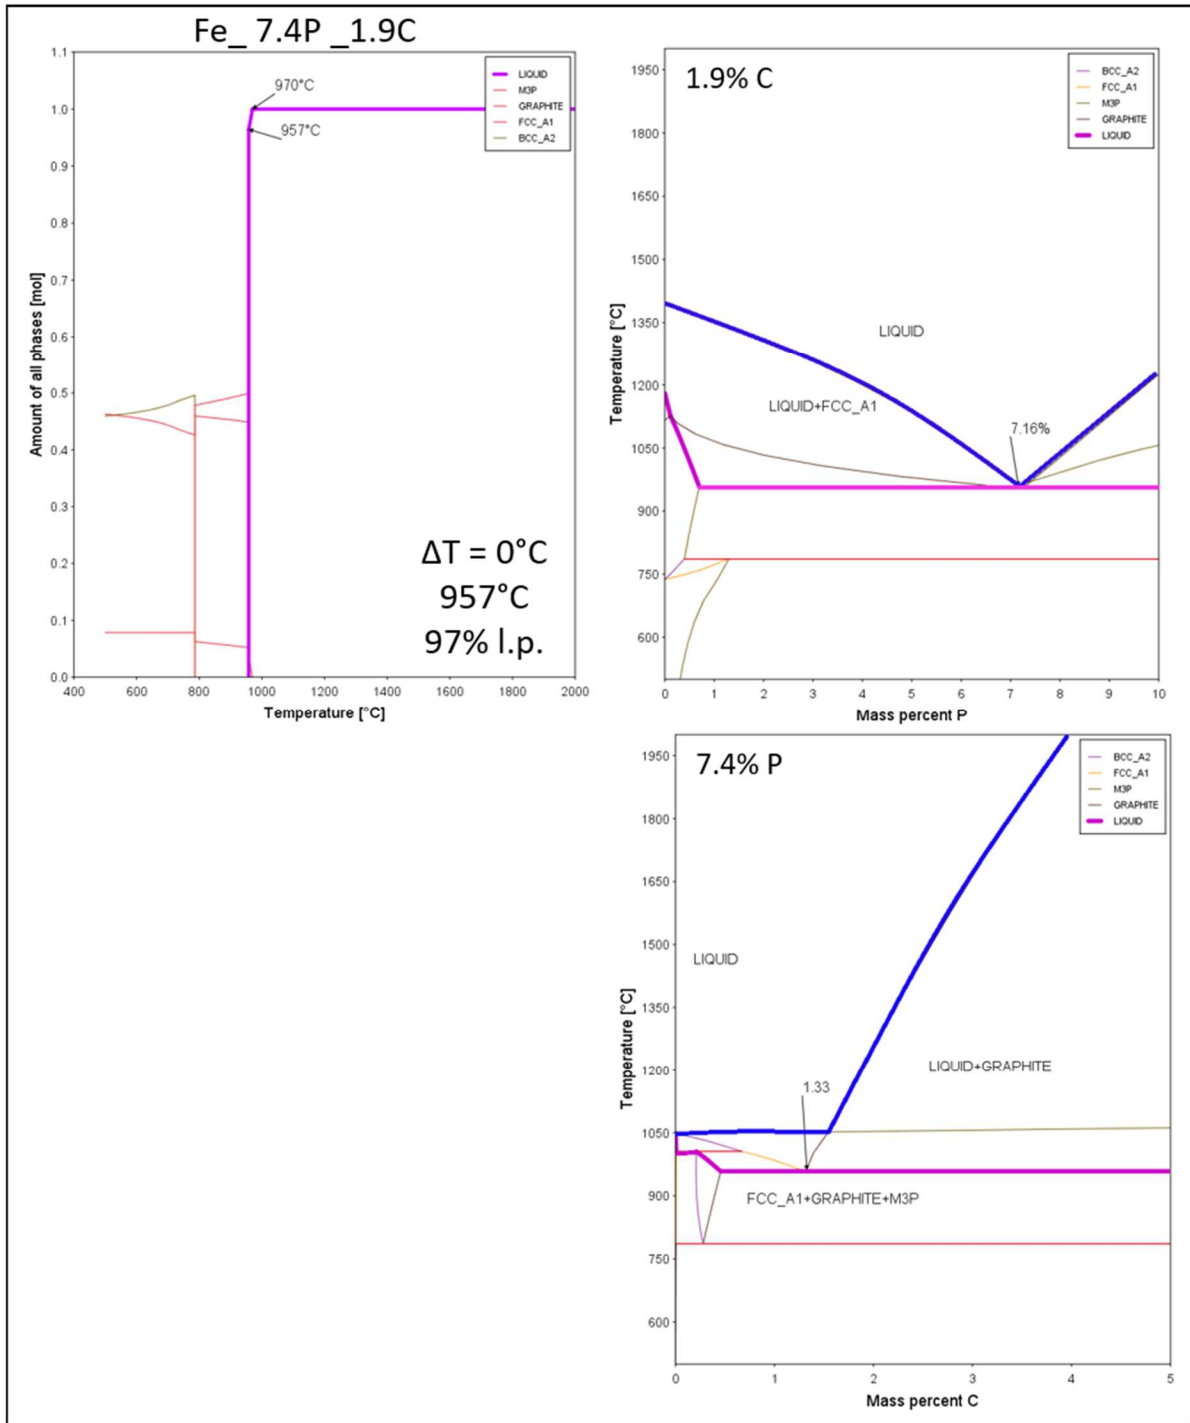 Fe_ 7.4P _1.9C
1.1
1.0
0.9
0.8
0.7
0.6
0.5
0.4
0.3
0.2
0.1
0.0
Amount of all phases [mol]
400
600
800
1000
1200
1400
1600
1800
2000
Temperature [°C]
LIQUID
M3P
GRAPHITE
FCC_A1
BCC_A2
970°C
957°C
ΔT = 0°C
957°C
97% l.p.
1.9% C
1950
1800
1650
1500
1350
1200
1050
900
750
600
Temperature [°C]
0
1
2
3
4
5
6
7
8
9
10
Mass percent P
BCC_A2
FCC_A1
M3P
GRAPHITE
LIQUID
LIQUID
LIQUID+FCC_A1
7.16%
7.4% P
1950
1800
1650
1500
1350
1200
1050
900
750
600
Temperature [°C]
0
1
2
3
4
5
Mass percent C
BCC_A2
FCC_A1
M3P
GRAPHITE
LIQUID
LIQUID
LIQUID+GRAPHITE
1.33
FCC_A1+GRAPHITE+M3P